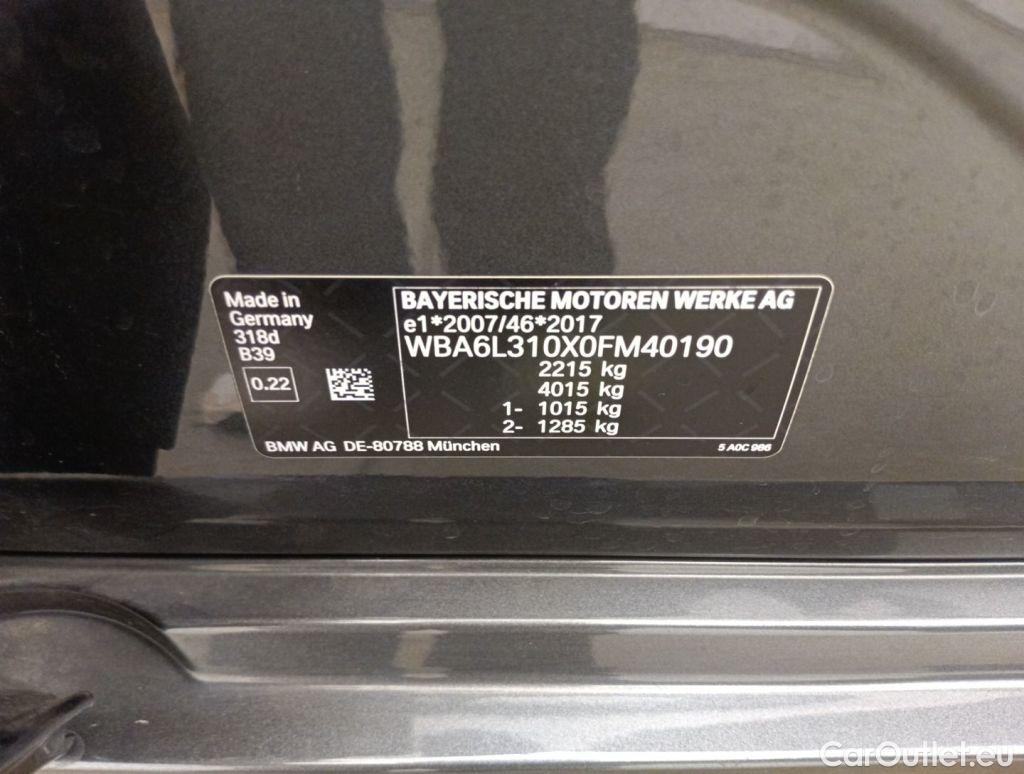 Made in
Germany
318d
B39
0.22
BAYERISCHE MOTOREN WERKE AG
e1*2007/46*2017
WBA6L310X0FM40190
2215 kg
4015 kg
1- 1015 kg
2- 1285 kg
BMW AG DE-80788 München
5 A0C 986
CarOutlet.eu